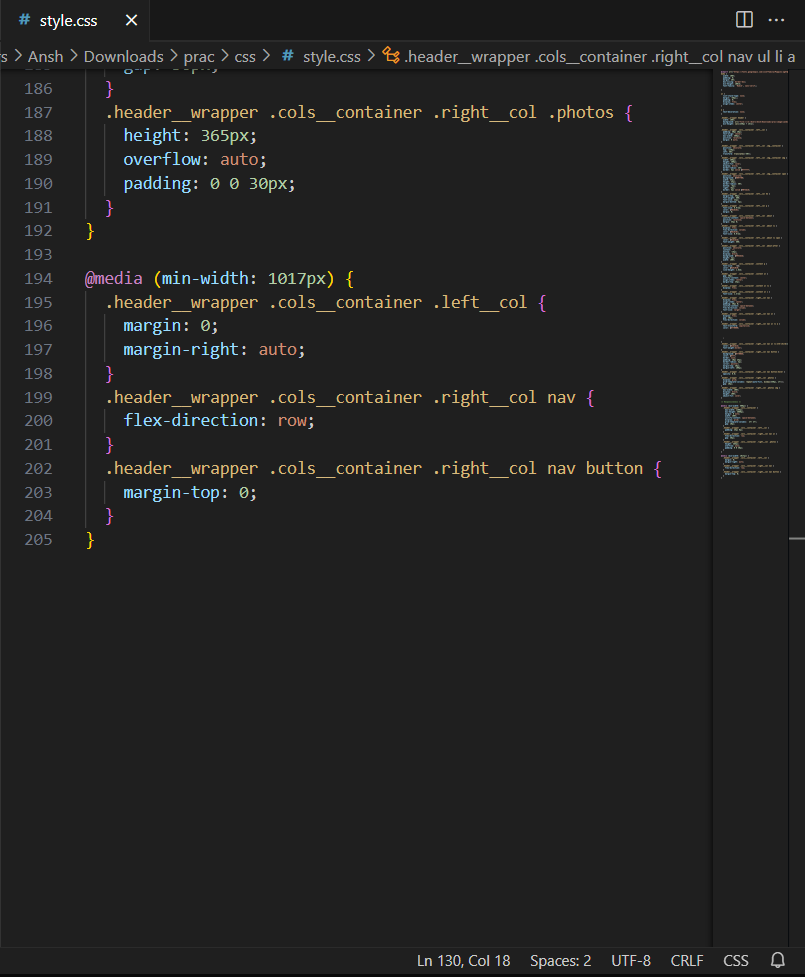 # style.css
s > Ansh > Downloads > prac > css > # style.css > .header__wrapper .cols__container .right__col nav ul li a
186 }
187 .header__wrapper .cols__container .right__col .photos {
188 height: 365px;
189 overflow: auto;
190 padding: 0 0 30px;
191 }
192 }
193
194 @media (min-width: 1017px) {
195 .header__wrapper .cols__container .left__col {
196 margin: 0;
197 margin-right: auto;
198 }
199 .header__wrapper .cols__container .right__col nav {
200 flex-direction: row;
201 }
202 .header__wrapper .cols__container .right__col nav button {
203 margin-top: 0;
204 }
205 }
Ln 130, Col 18 Spaces: 2 UTF-8 CRLF CSS